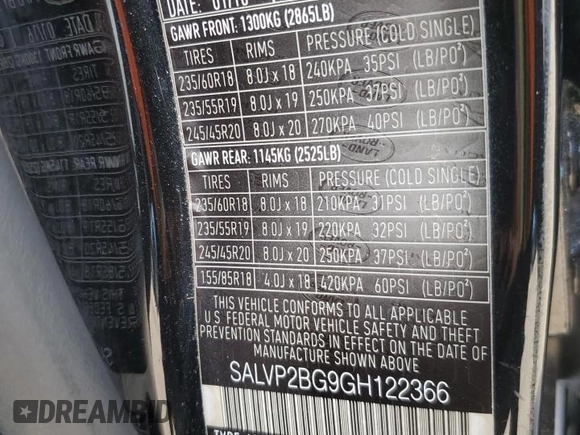 GAWR FRONT: 1300KG (2865LB)
TIRES RIMS PRESSURE (COLD SINGLE)
235/60R18 8.0J x 18 240KPA 35PSI (LB/PO²)
235/55R19 8.0J x 19 250KPA 37PSI (LB/PO²)
245/45R20 8.0J x 20 270KPA 40PSI (LB/PO²)
GAWR REAR: 1145KG (2525LB)
TIRES RIMS PRESSURE (COLD SINGLE)
235/60R18 8.0J x 18 210KPA 31PSI (LB/PO²)
235/55R19 8.0J x 19 220KPA 32PSI (LB/PO²)
245/45R20 8.0J x 20 250KPA 37PSI (LB/PO²)
155/85R18 4.0J x 18 420KPA 60PSI (LB/PO²)
THIS VEHICLE CONFORMS TO ALL APPLICABLE
U.S. FEDERAL MOTOR VEHICLE SAFETY AND THEFT
PREVENTION STANDARDS IN EFFECT ON THE DATE
OF MANUFACTURE SHOWN ABOVE.
SALVP2BG9GH122366
DREAMBID